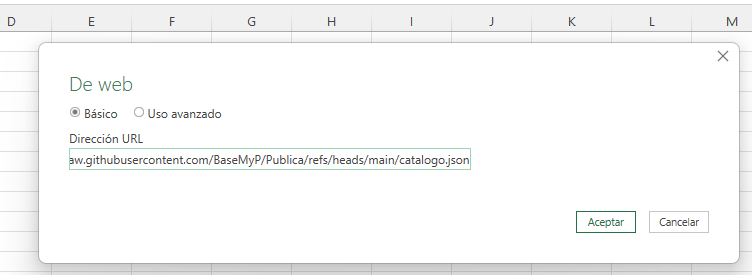 D E F G H I J K L M
De web
Básico Uso avanzado
Dirección URL
aw.githubusercontent.com/BaseMyP/Publica/refs/heads/main/catalogo.json
Aceptar Cancelar